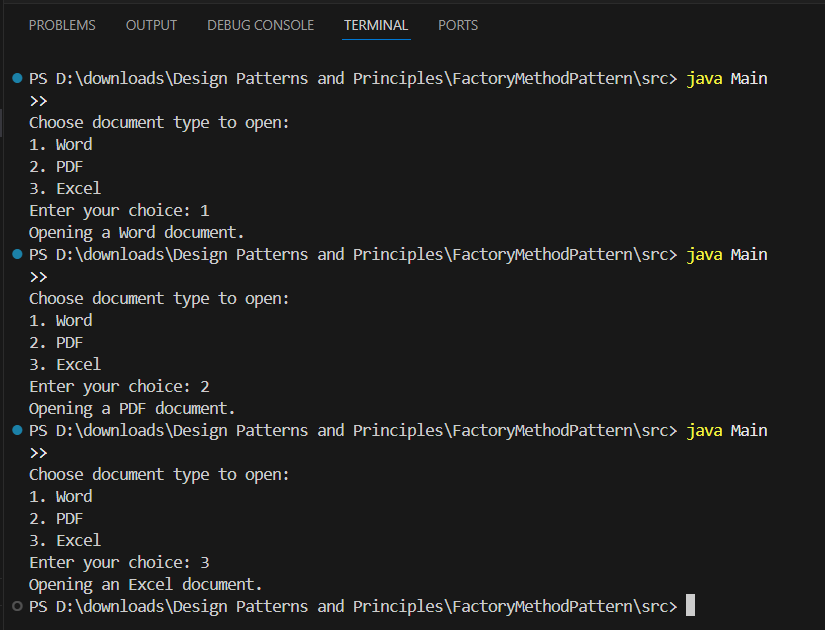 PROBLEMS OUTPUT DEBUG CONSOLE TERMINAL PORTS
PS D:\downloads\Design Patterns and Principles\FactoryMethodPattern\src> java Main
>>
Choose document type to open:
1. Word
2. PDF
3. Excel
Enter your choice: 1
Opening a Word document.
PS D:\downloads\Design Patterns and Principles\FactoryMethodPattern\src> java Main
>>
Choose document type to open:
1. Word
2. PDF
3. Excel
Enter your choice: 2
Opening a PDF document.
PS D:\downloads\Design Patterns and Principles\FactoryMethodPattern\src> java Main
>>
Choose document type to open:
1. Word
2. PDF
3. Excel
Enter your choice: 3
Opening an Excel document.
PS D:\downloads\Design Patterns and Principles\FactoryMethodPattern\src>